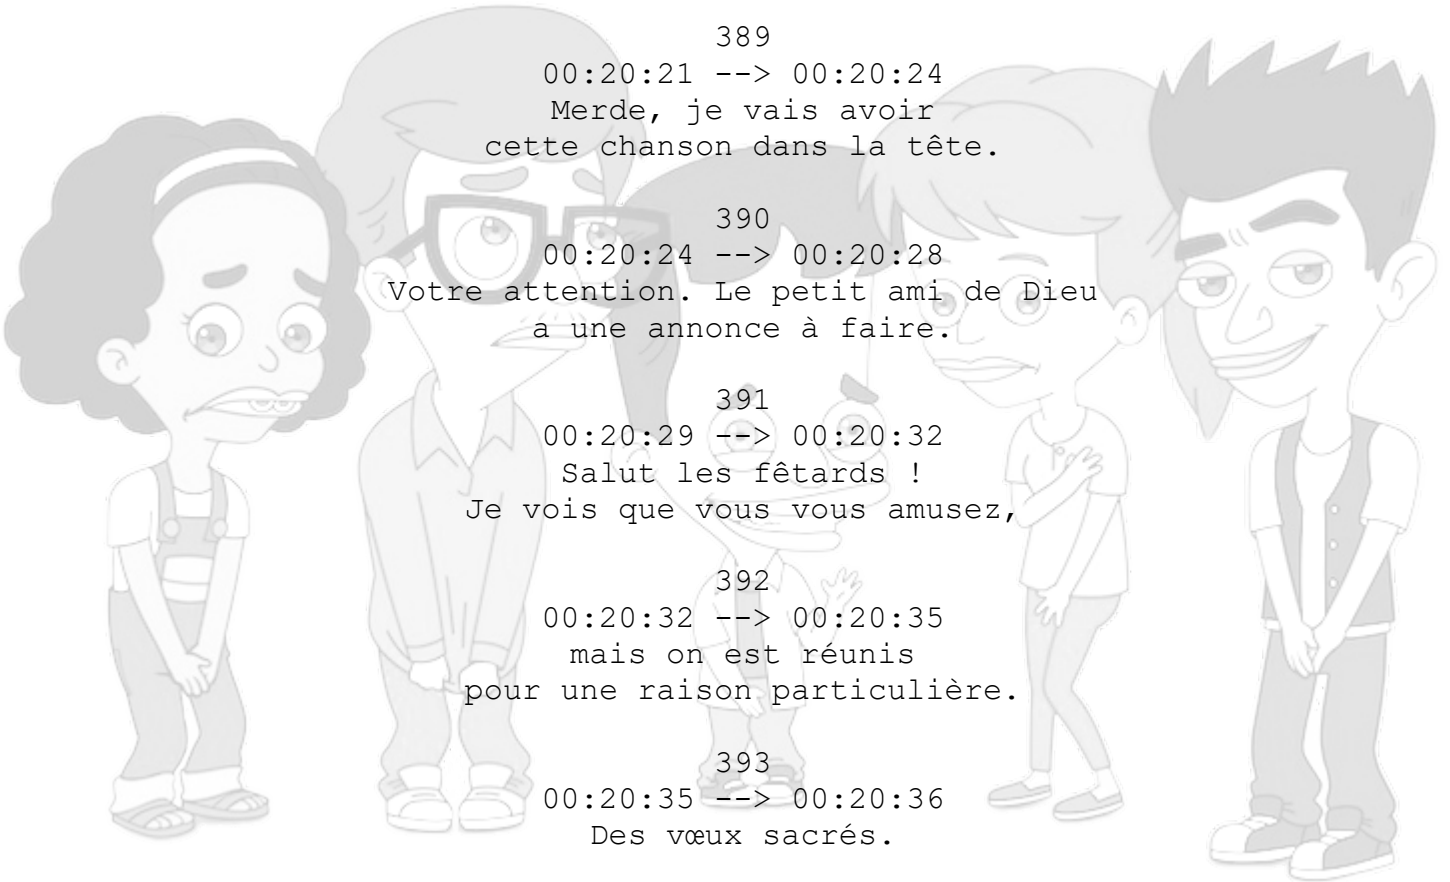 389
00:20:21 --> 00:20:24
Merde, je vais avoir
cette chanson dans la tête.
390
00:20:24 --> 00:20:28
Votre attention. Le petit ami de Dieu
a une annonce à faire.
391
00:20:29 --> 00:20:32
Salut les fêtards !
Je vois que vous vous amusez,
392
00:20:32 --> 00:20:35
mais on est réunis
pour une raison particulière.
393
00:20:35 --> 00:20:36
Des vœux sacrés.